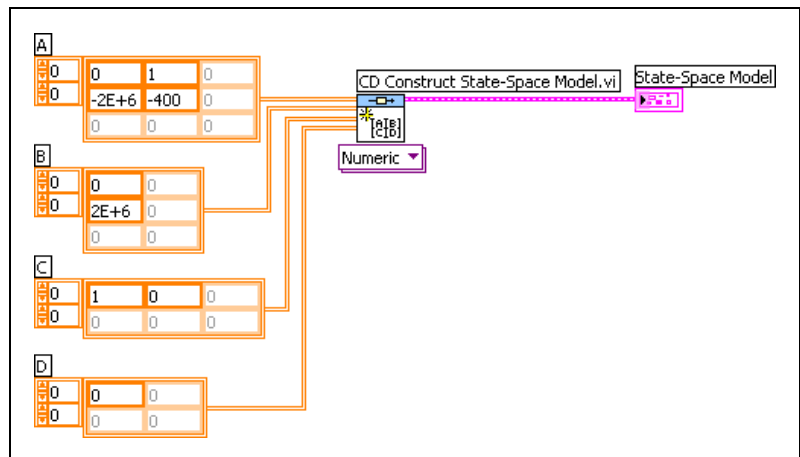 A
0 0 1 0
0 -2E+6 -400 0
0 0 0
CD Construct State-Space Model.vi
State-Space Model
[A|B]
[C|D]
Numeric
B
0 0 0
0 2E+6 0
0 0
C
0 1 0 0
0 0 0 0
D
0 0 0
0 0 0